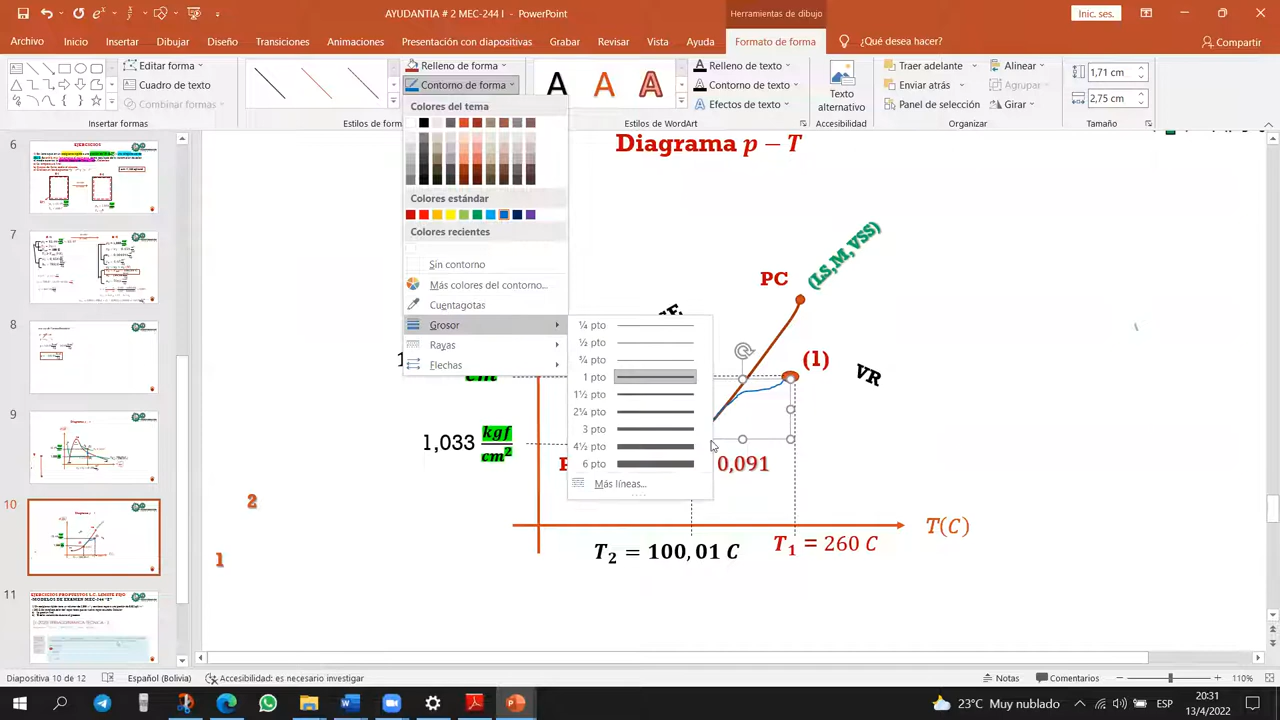 AYUDANTIA # 2 MEC-244 I - PowerPoint
Herramientas de dibujo
Inic. ses.
Archivo
Inicio
Insertar
Dibujar
Diseño
Transiciones
Animaciones
Presentación con diapositivas
Grabar
Revisar
Vista
Ayuda
Formato de forma
¿Qué desea hacer?
Compartir
Editar forma
Cuadro de texto
Combinar formas
Insertar formas
Relleno de forma
Contorno de forma
Estilos de form
A
A
A
Relleno de texto
Contorno de texto
Efectos de texto
Estilos de WordArt
Texto alternativo
Accesibilidad
Traer adelante
Enviar atrás
Panel de selección
Alinear
Agrupar
Girar
Organizar
1,71 cm
2,75 cm
Tamaño
Colores del tema
Colores estándar
Colores recientes
Sin contorno
Más colores del contorno...
Cuentagotas
Grosor
Rayas
Flechas
¼ pto
½ pto
¾ pto
1 pto
1½ pto
2¼ pto
3 pto
4½ pto
6 pto
Más líneas...
8
9
10
11
EJERCICIOS
Diagrama p − T
PC
(LS,M,VSS)
(1)
VR
1,033 kgf/cm²
0,091
T(C)
T₂ = 100,01 C
T₁ = 260 C
2
1
Diapositiva 10 de 12
Español (Bolivia)
Accesibilidad: es necesario investigar
Notas
Comentarios
110%
23°C Muy nublado
ESP
20:31
13/4/2022